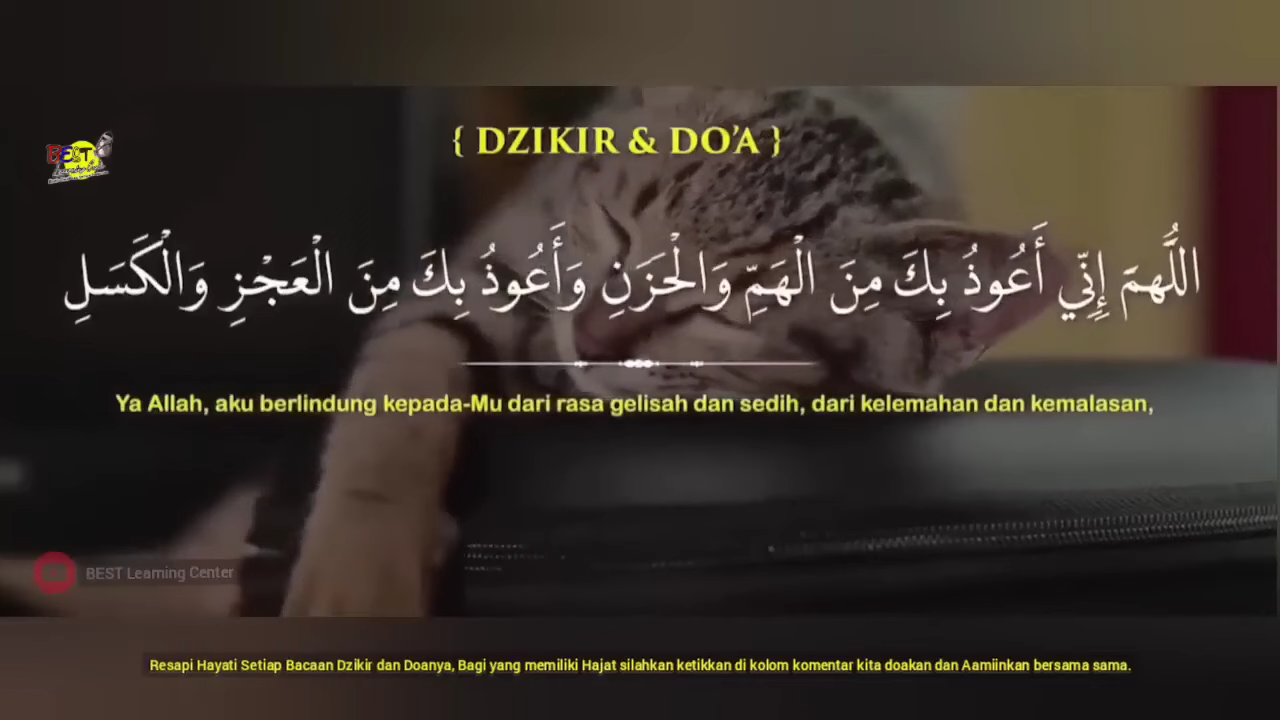 { DZIKIR & DO'A }
BEST
اللّٰهُمَّ إِنِّي أَعُوذُ بِكَ مِنَ الْهَمِّ وَالْحَزَنِ وَأَعُوذُ بِكَ مِنَ الْعَجْزِ وَالْكَسَلِ
Ya Allah, aku berlindung kepada-Mu dari rasa gelisah dan sedih, dari kelemahan dan kemalasan,
BEST Learning Center
Resapi Hayati Setiap Bacaan Dzikir dan Doanya, Bagi yang memiliki Hajat silahkan ketikkan di kolom komentar kita doakan dan Aamiinkan bersama sama.